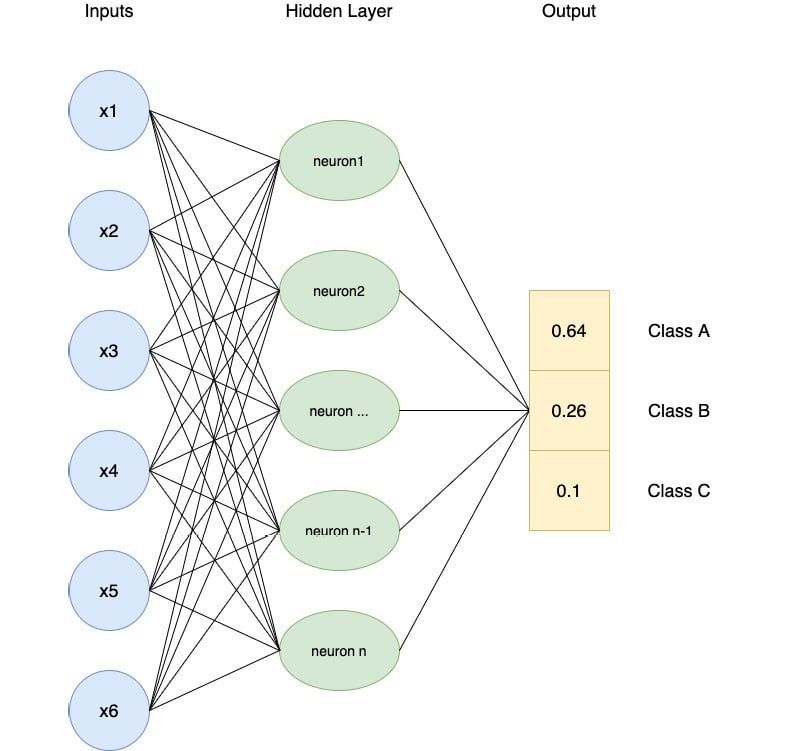 Inputs
Hidden Layer
Output
x1
x2
x3
x4
x5
x6
neuron1
neuron2
neuron ...
neuron n-1
neuron n
0.64
Class A
0.26
Class B
0.1
Class C